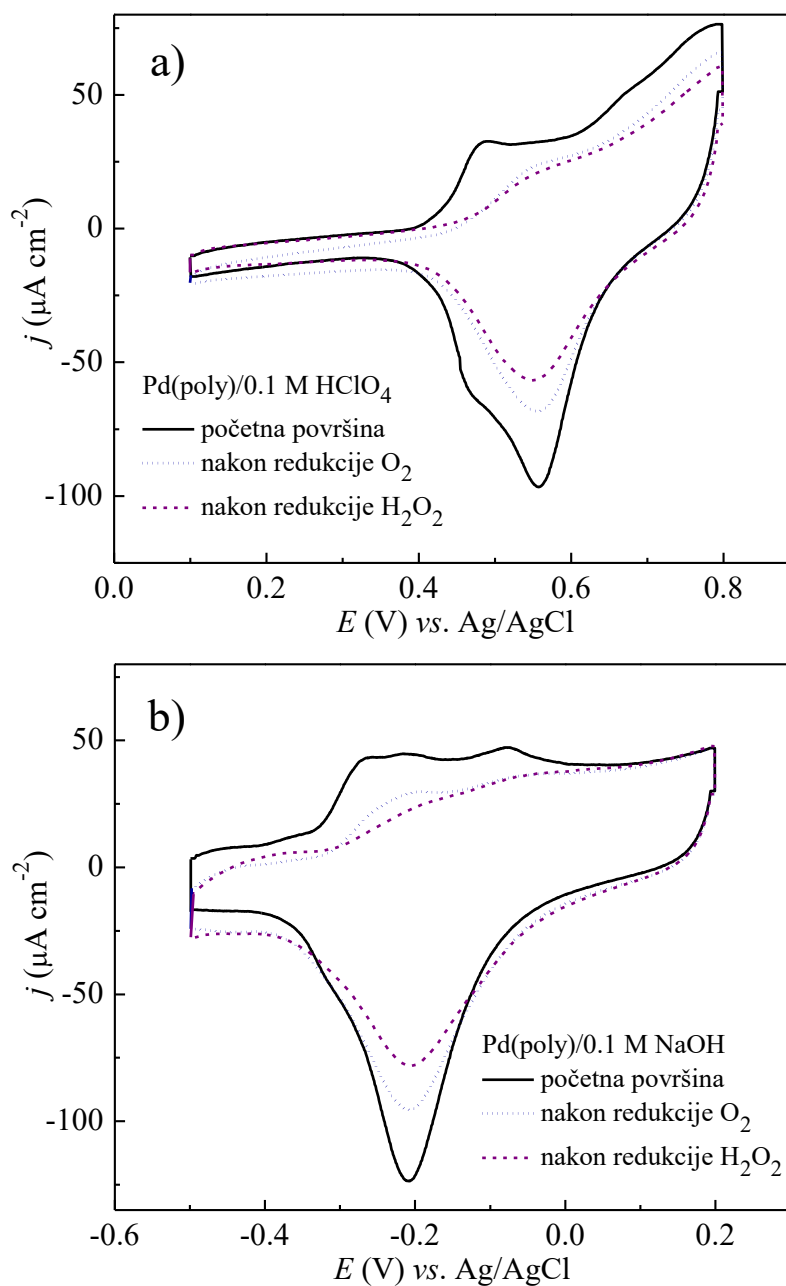 a)
50
0
-50
-100
j (μA cm-2)
Pd(poly)/0.1 M HClO4
početna površina
nakon redukcije O2
nakon redukcije H2O2
0.0 0.2 0.4 0.6 0.8
E (V) vs. Ag/AgCl
b)
50
0
-50
-100
j (μA cm-2)
Pd(poly)/0.1 M NaOH
početna površina
nakon redukcije O2
nakon redukcije H2O2
-0.6 -0.4 -0.2 0.0 0.2
E (V) vs. Ag/AgCl